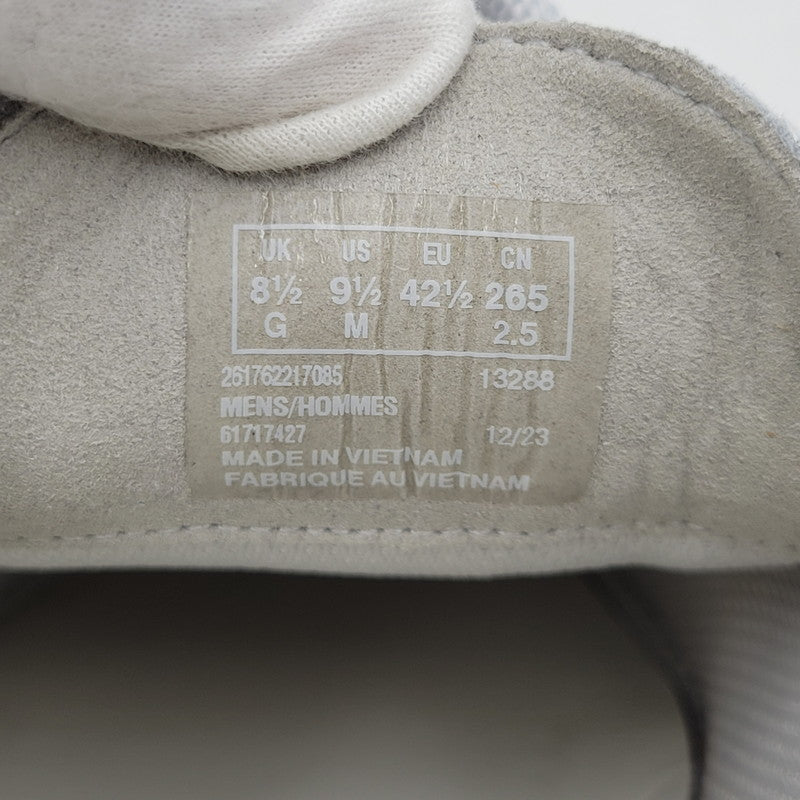 UK US EU CN
8½ 9½ 42½ 265
G M 2.5
261762217085 13288
MENS/HOMMES
61717427 12/23
MADE IN VIETNAM
FABRIQUE AU VIETNAM